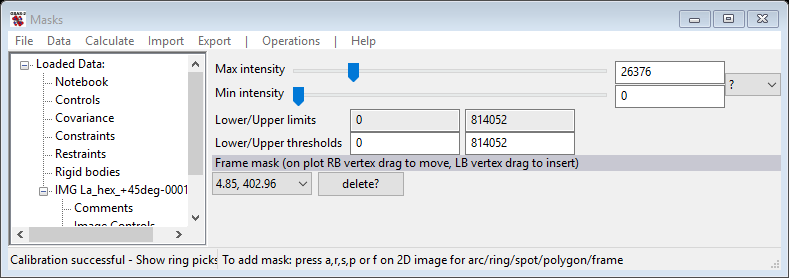 Masks
File Data Calculate Import Export | Operations | Help
Loaded Data:
Notebook
Controls
Covariance
Constraints
Restraints
Rigid bodies
IMG La_hex_+45deg-0001
Comments
Image Controls
Max intensity 26376
?
Min intensity 0
Lower/Upper limits 0 814052
Lower/Upper thresholds 0 814052
Frame mask (on plot RB vertex drag to move, LB vertex drag to insert)
4.85, 402.96 delete?
Calibration successful - Show ring picks To add mask: press a,r,s,p or f on 2D image for arc/ring/spot/polygon/frame